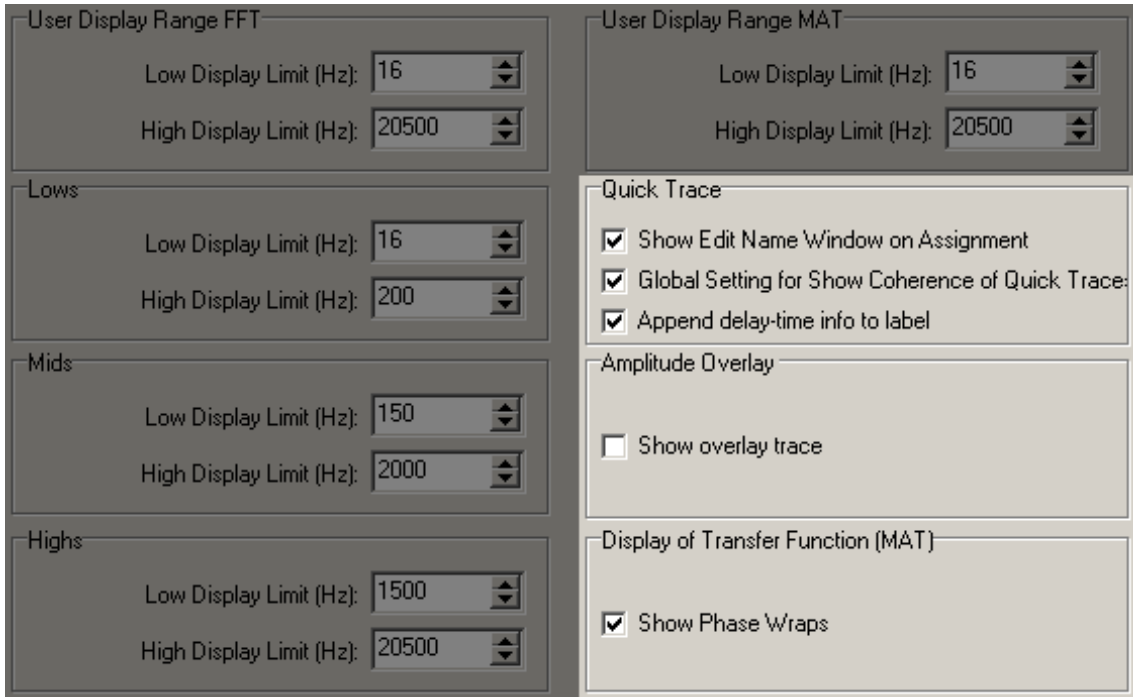 User Display Range FFT
Low Display Limit (Hz): 16
High Display Limit (Hz): 20500
User Display Range MAT
Low Display Limit (Hz): 16
High Display Limit (Hz): 20500
Lows
Low Display Limit (Hz): 16
High Display Limit (Hz): 200
Quick Trace
Show Edit Name Window on Assignment
Global Setting for Show Coherence of Quick Trace
Append delay-time info to label
Mids
Low Display Limit (Hz): 150
High Display Limit (Hz): 2000
Amplitude Overlay
Show overlay trace
Highs
Low Display Limit (Hz): 1500
High Display Limit (Hz): 20500
Display of Transfer Function (MAT)
Show Phase Wraps